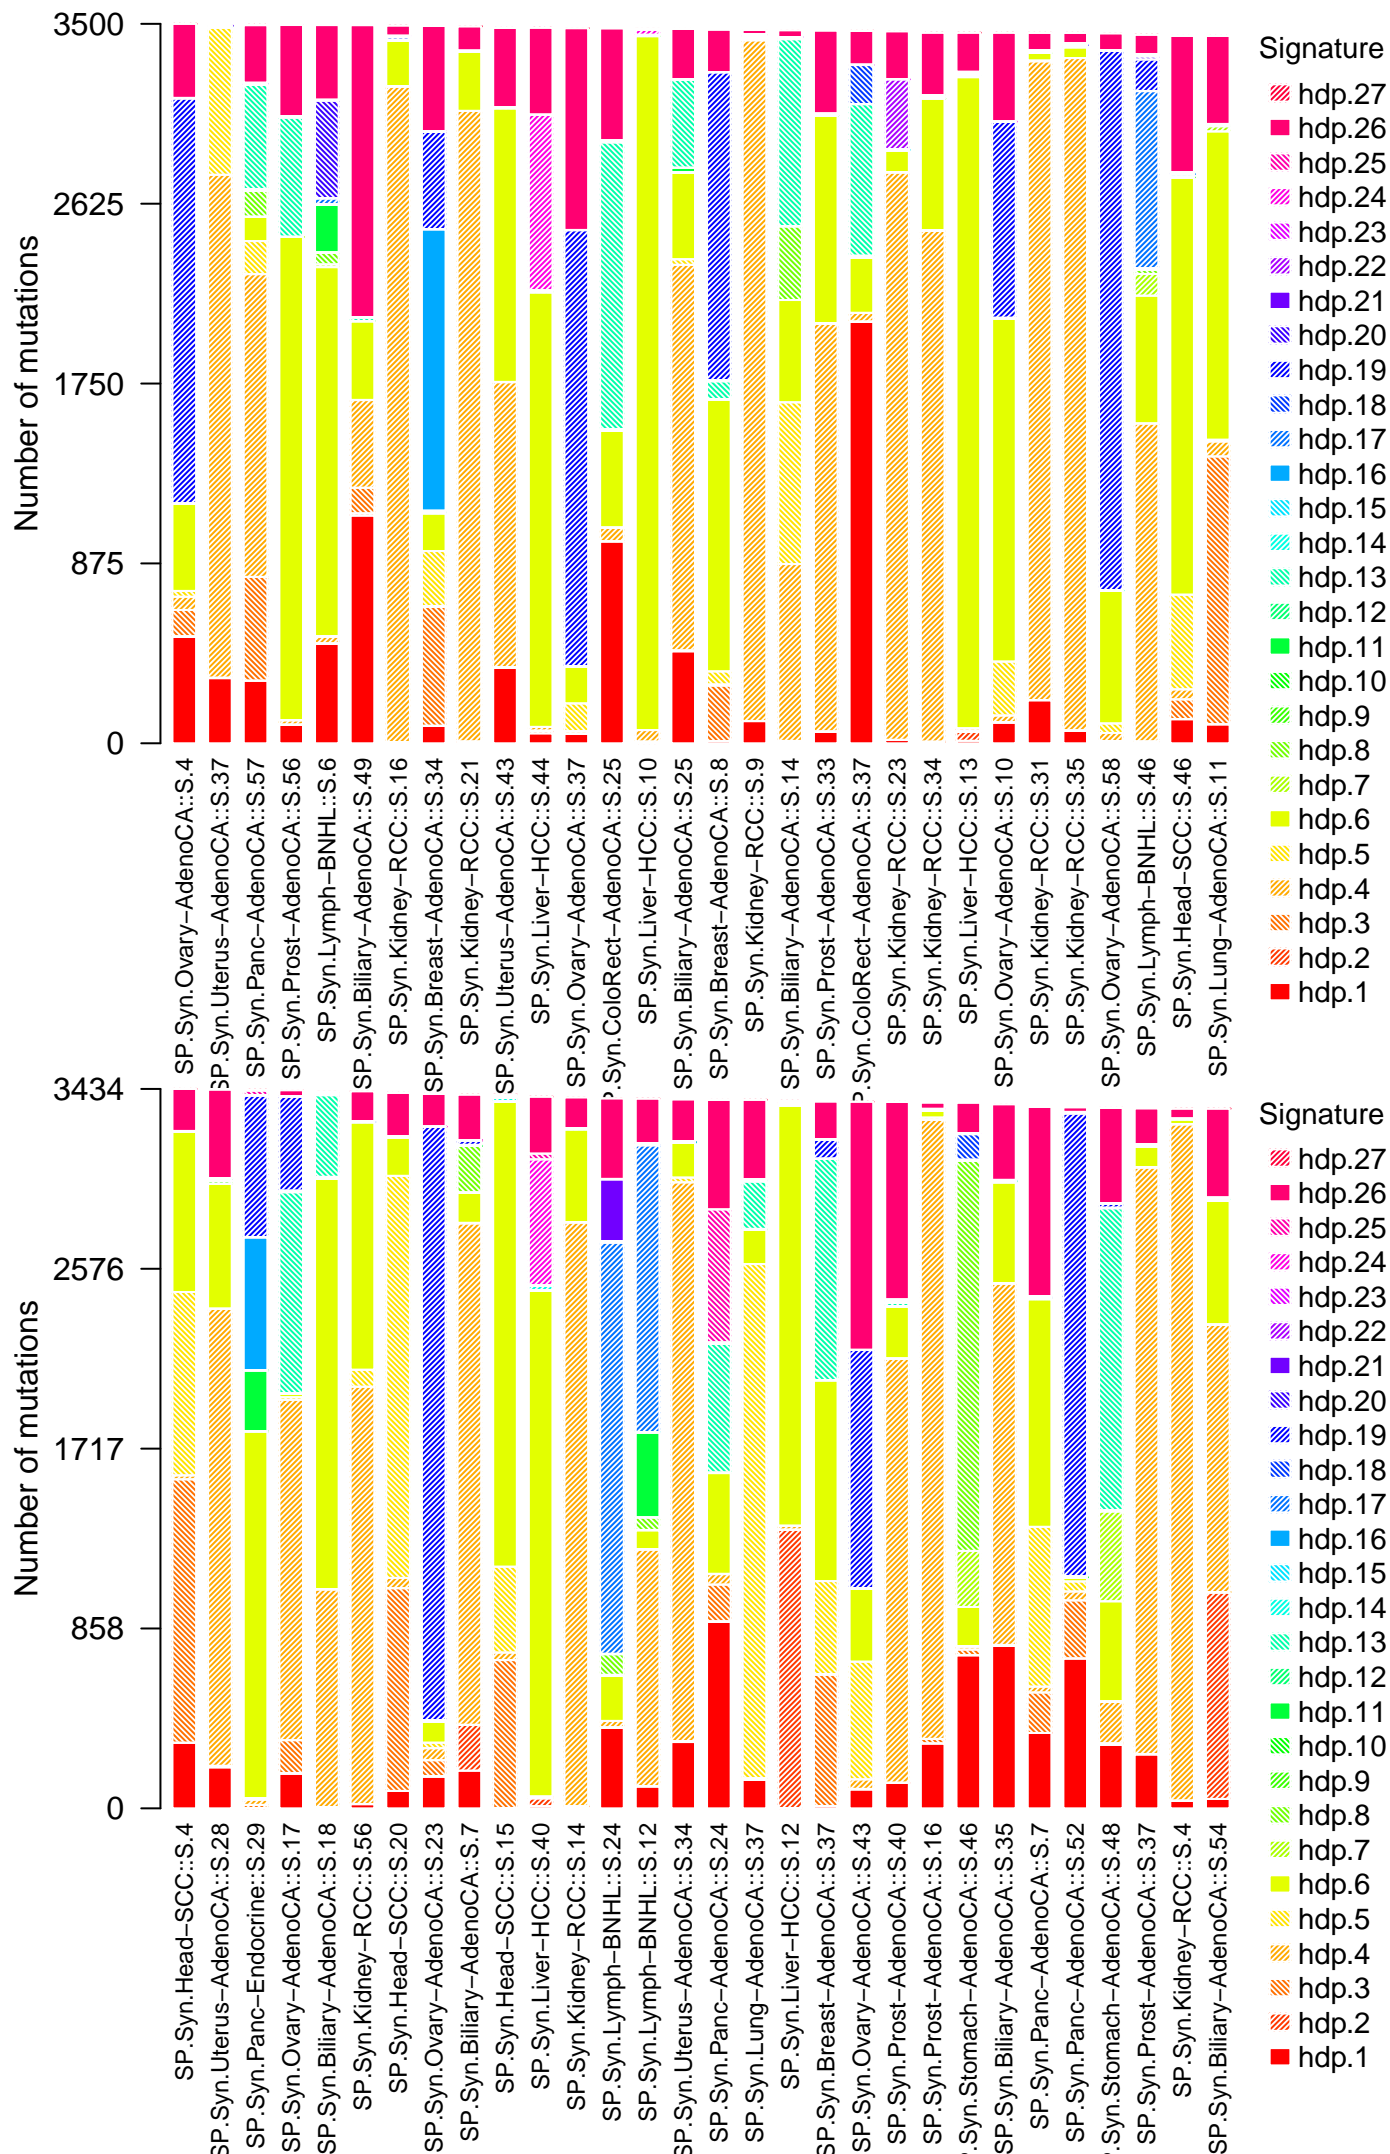 Number of mutations
3500
2625
1750
875
0
SP.Syn.Ovary−AdenoCA::S.4
SP.Syn.Uterus−AdenoCA::S.37
SP.Syn.Panc−AdenoCA::S.57
SP.Syn.Prost−AdenoCA::S.56
SP.Syn.Lymph−BNHL::S.6
SP.Syn.Biliary−AdenoCA::S.49
SP.Syn.Kidney−RCC::S.16
SP.Syn.Breast−AdenoCA::S.34
SP.Syn.Kidney−RCC::S.21
SP.Syn.Uterus−AdenoCA::S.43
SP.Syn.Liver−HCC::S.44
SP.Syn.Ovary−AdenoCA::S.37
P.Syn.ColoRect−AdenoCA::S.25
SP.Syn.Liver−HCC::S.10
SP.Syn.Biliary−AdenoCA::S.25
SP.Syn.Breast−AdenoCA::S.8
SP.Syn.Kidney−RCC::S.9
SP.Syn.Biliary−AdenoCA::S.14
SP.Syn.Prost−AdenoCA::S.33
P.Syn.ColoRect−AdenoCA::S.37
SP.Syn.Kidney−RCC::S.23
SP.Syn.Kidney−RCC::S.34
SP.Syn.Liver−HCC::S.13
SP.Syn.Ovary−AdenoCA::S.10
SP.Syn.Kidney−RCC::S.31
SP.Syn.Kidney−RCC::S.35
SP.Syn.Ovary−AdenoCA::S.58
SP.Syn.Lymph−BNHL::S.46
SP.Syn.Head−SCC::S.46
SP.Syn.Lung−AdenoCA::S.11
Signature
hdp.27
hdp.26
hdp.25
hdp.24
hdp.23
hdp.22
hdp.21
hdp.20
hdp.19
hdp.18
hdp.17
hdp.16
hdp.15
hdp.14
hdp.13
hdp.12
hdp.11
hdp.10
hdp.9
hdp.8
hdp.7
hdp.6
hdp.5
hdp.4
hdp.3
hdp.2
hdp.1
Number of mutations
3434
2576
1717
858
0
SP.Syn.Head−SCC::S.4
SP.Syn.Uterus−AdenoCA::S.28
SP.Syn.Panc−Endocrine::S.29
SP.Syn.Ovary−AdenoCA::S.17
SP.Syn.Biliary−AdenoCA::S.18
SP.Syn.Kidney−RCC::S.56
SP.Syn.Head−SCC::S.20
SP.Syn.Ovary−AdenoCA::S.23
SP.Syn.Biliary−AdenoCA::S.7
SP.Syn.Head−SCC::S.15
SP.Syn.Liver−HCC::S.40
SP.Syn.Kidney−RCC::S.14
SP.Syn.Lymph−BNHL::S.24
SP.Syn.Lymph−BNHL::S.12
SP.Syn.Uterus−AdenoCA::S.34
SP.Syn.Panc−AdenoCA::S.24
SP.Syn.Lung−AdenoCA::S.37
SP.Syn.Liver−HCC::S.12
SP.Syn.Breast−AdenoCA::S.37
SP.Syn.Ovary−AdenoCA::S.43
SP.Syn.Prost−AdenoCA::S.40
SP.Syn.Prost−AdenoCA::S.16
P.Syn.Stomach−AdenoCA::S.46
SP.Syn.Biliary−AdenoCA::S.35
SP.Syn.Panc−AdenoCA::S.7
SP.Syn.Panc−AdenoCA::S.52
P.Syn.Stomach−AdenoCA::S.48
SP.Syn.Prost−AdenoCA::S.37
SP.Syn.Kidney−RCC::S.4
SP.Syn.Biliary−AdenoCA::S.54
Signature
hdp.27
hdp.26
hdp.25
hdp.24
hdp.23
hdp.22
hdp.21
hdp.20
hdp.19
hdp.18
hdp.17
hdp.16
hdp.15
hdp.14
hdp.13
hdp.12
hdp.11
hdp.10
hdp.9
hdp.8
hdp.7
hdp.6
hdp.5
hdp.4
hdp.3
hdp.2
hdp.1